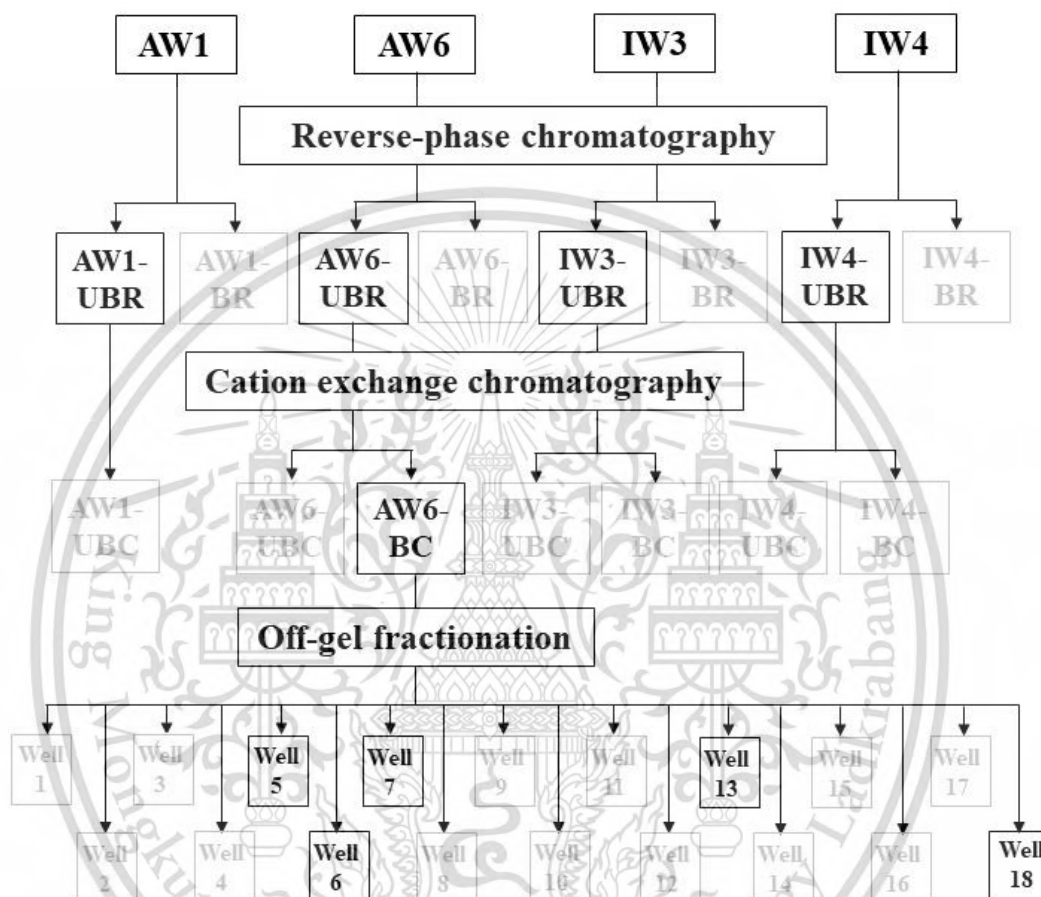 AW1
AW6
IW3
IW4
Reverse-phase chromatography
AW1-
UBR
AW1-
BR
AW6-
UBR
AW6-
BR
IW3-
UBR
IW3-
BR
IW4-
UBR
IW4-
BR
Cation exchange chromatography
AW1-
UBC
AW6-
UBC
AW6-
BC
IW3-
UBC
IW3-
BC
IW4-
UBC
IW4-
BC
Off-gel fractionation
Well
1
Well
3
Well
5
Well
7
Well
9
Well
11
Well
13
Well
15
Well
17
Well
2
Well
4
Well
6
Well
8
Well
10
Well
12
Well
14
Well
16
Well
18
King Mongku
Ladkrabang